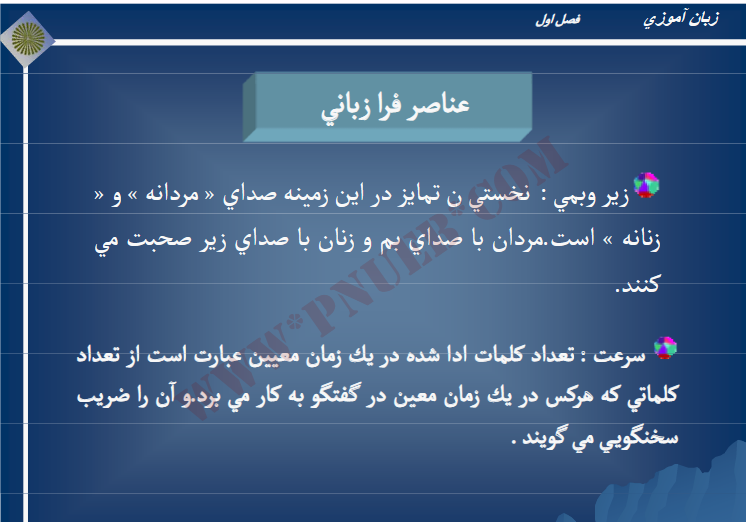 زبان آموزي
فصل اول
عناصر فرا زباني
زير وبمي : نخستي ن تمايز در اين زمينه صداي « مردانه » و «
زنانه » است.مردان با صداي بم و زنان با صداي زير صحبت مي
كنند.
سرعت : تعداد كلمات ادا شده در يك زمان معيين عبارت است از تعداد
كلماتي كه هركس در يك زمان معين در گفتگو به كار مي برد.و آن را ضريب
سخنگويي مي گويند .
WWW*PNUER*COM